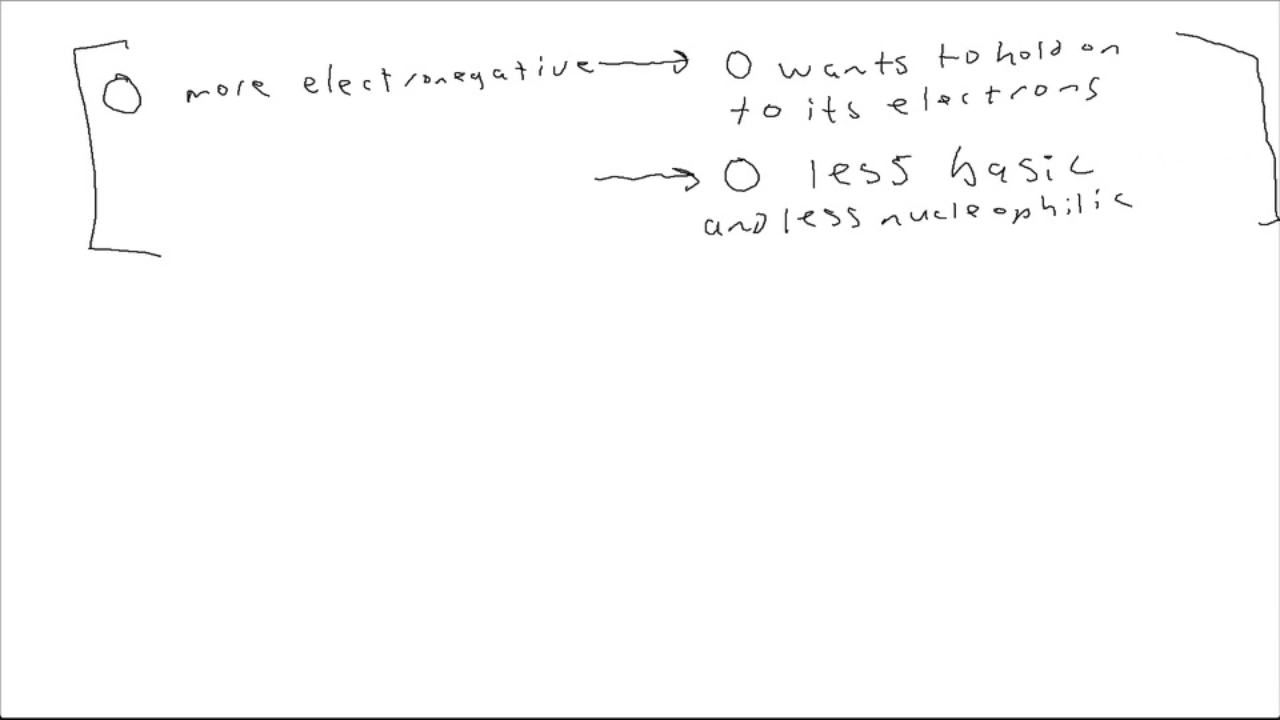 O more electronegative → O wants to hold on
to its electrons
→ O less basic
and less nucleophilic